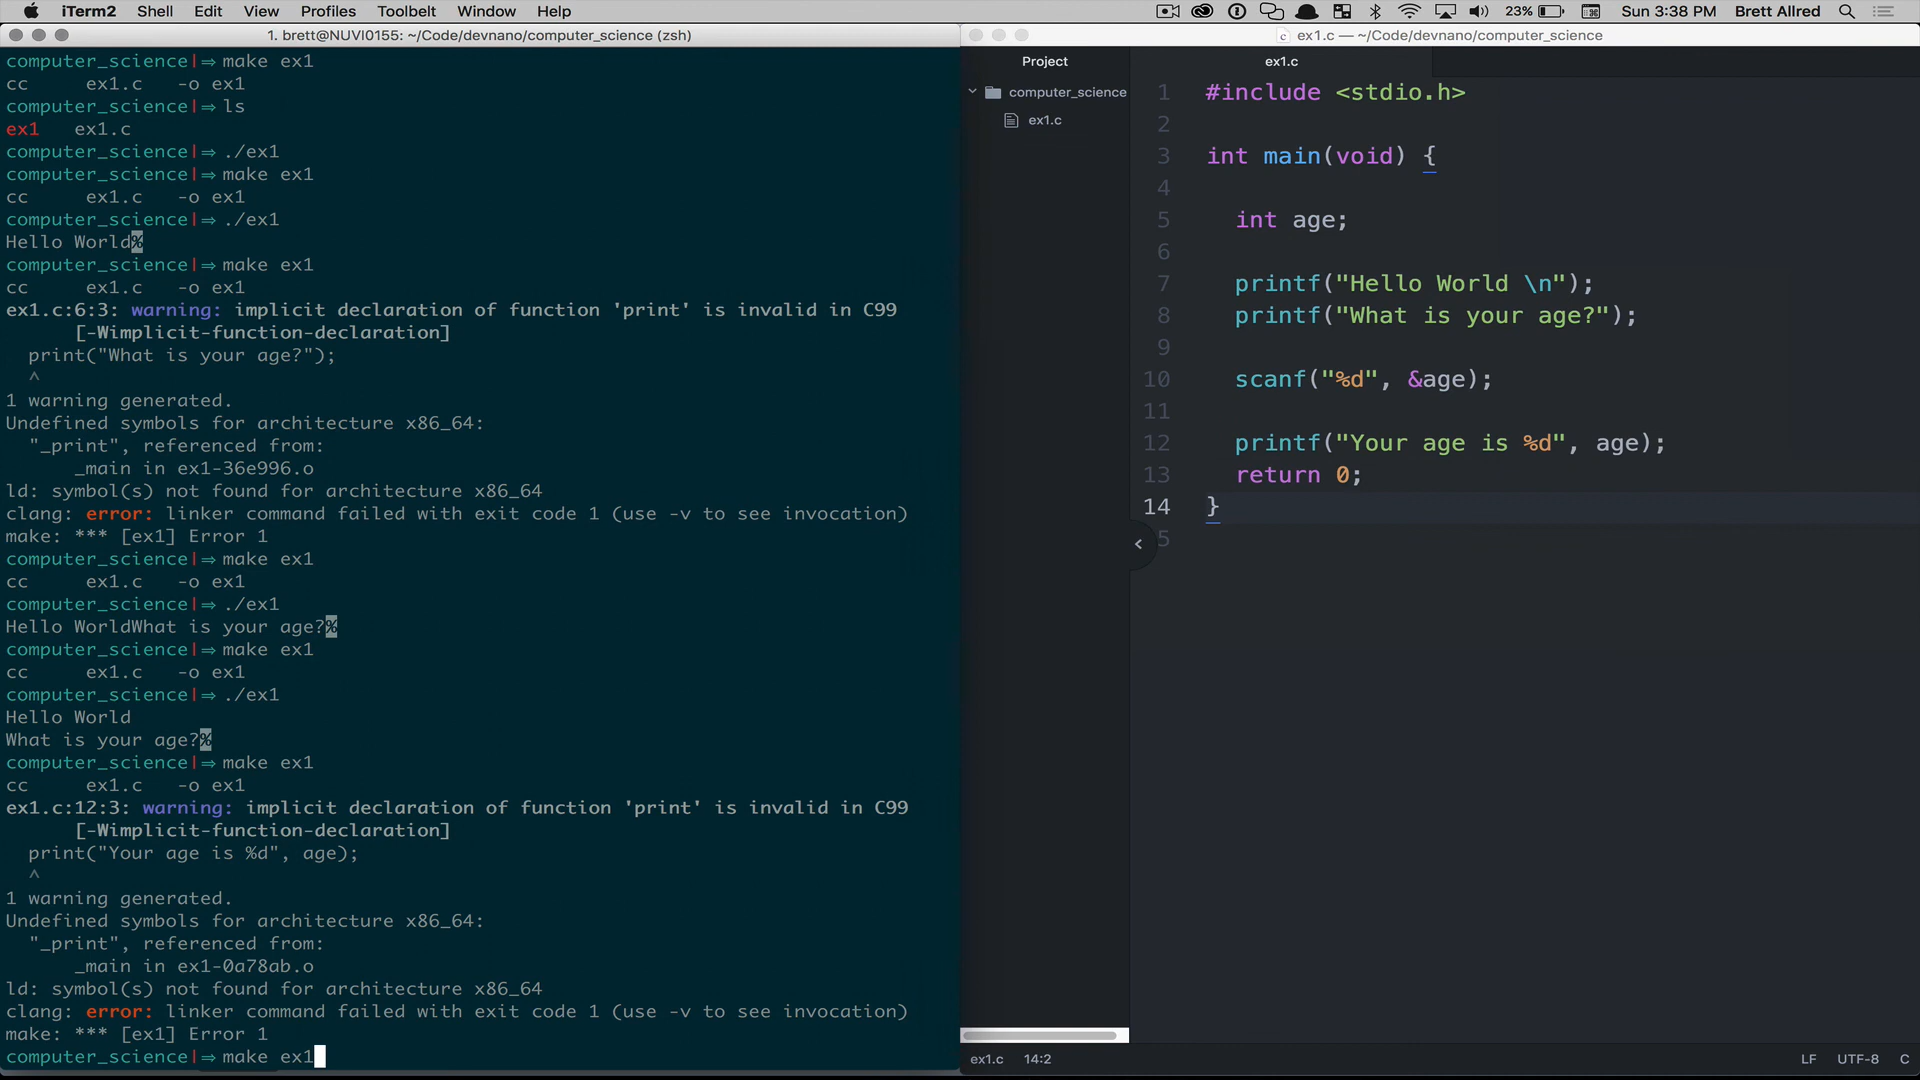 iTerm2 Shell Edit View Profiles Toolbelt Window Help 23% Sun 3:38 PM Brett Allred
1. brett@NUVI0155: ~/Code/devnano/computer_science (zsh)
computer_science|⇒ make ex1
cc     ex1.c   -o ex1
computer_science|⇒ ls
ex1   ex1.c
computer_science|⇒ ./ex1
computer_science|⇒ make ex1
cc     ex1.c   -o ex1
computer_science|⇒ ./ex1
Hello World%
computer_science|⇒ make ex1
cc     ex1.c   -o ex1
ex1.c:6:3: warning: implicit declaration of function 'print' is invalid in C99
      [-Wimplicit-function-declaration]
  print("What is your age?");
  ^
1 warning generated.
Undefined symbols for architecture x86_64:
  "_print", referenced from:
      _main in ex1-36e996.o
ld: symbol(s) not found for architecture x86_64
clang: error: linker command failed with exit code 1 (use -v to see invocation)
make: *** [ex1] Error 1
computer_science|⇒ make ex1
cc     ex1.c   -o ex1
computer_science|⇒ ./ex1
Hello WorldWhat is your age?%
computer_science|⇒ make ex1
cc     ex1.c   -o ex1
computer_science|⇒ ./ex1
Hello World
What is your age?%
computer_science|⇒ make ex1
cc     ex1.c   -o ex1
ex1.c:12:3: warning: implicit declaration of function 'print' is invalid in C99
      [-Wimplicit-function-declaration]
  print("Your age is %d", age);
  ^
1 warning generated.
Undefined symbols for architecture x86_64:
  "_print", referenced from:
      _main in ex1-0a78ab.o
ld: symbol(s) not found for architecture x86_64
clang: error: linker command failed with exit code 1 (use -v to see invocation)
make: *** [ex1] Error 1
computer_science|⇒ make ex1
ex1.c — ~/Code/devnano/computer_science
Project
computer_science
ex1.c
ex1.c
1 #include <stdio.h>
2
3 int main(void) {
4
5   int age;
6
7   printf("Hello World \n");
8   printf("What is your age?");
9
10   scanf("%d", &age);
11
12   printf("Your age is %d", age);
13   return 0;
14 }
5
ex1.c 14:2 LF UTF-8 C